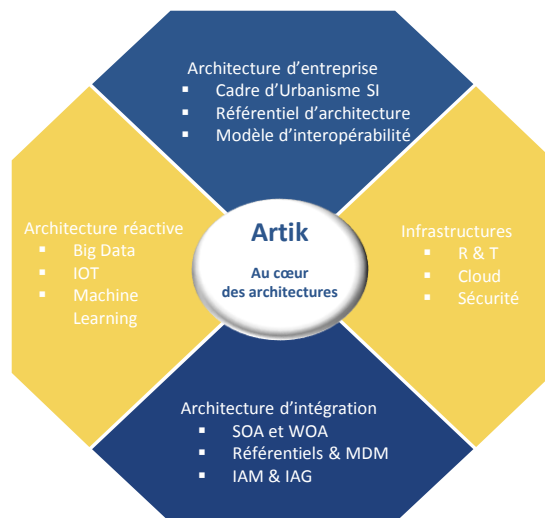 Architecture d'entreprise
▪ Cadre d'Urbanisme SI
▪ Référentiel d'architecture
▪ Modèle d'interopérabilité
Architecture réactive
▪ Big Data
▪ IOT
▪ Machine
Learning
Artik
Au cœur
des architectures
Infrastructures
▪ R & T
▪ Cloud
▪ Sécurité
Architecture d'intégration
▪ SOA et WOA
▪ Référentiels & MDM
▪ IAM & IAG